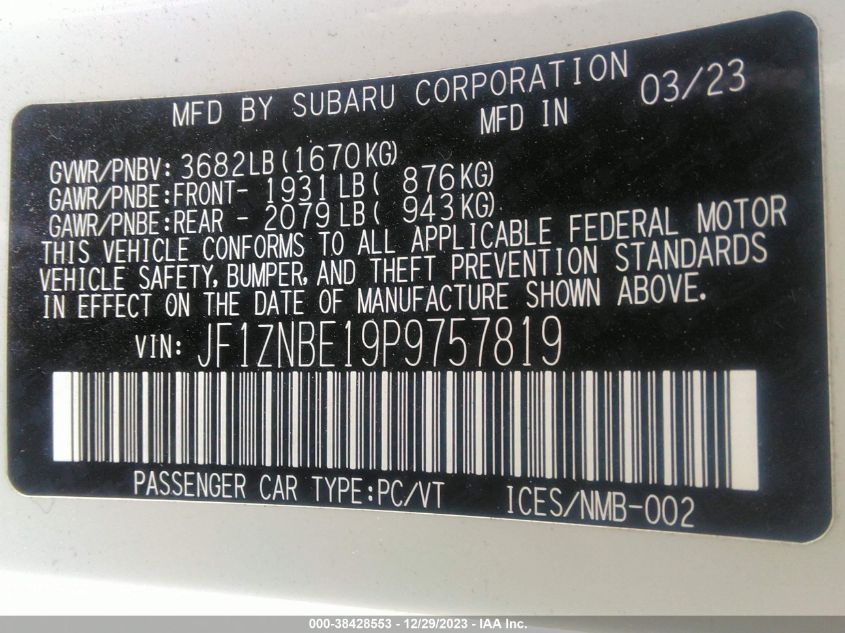 MFD BY SUBARU CORPORATION
MFD IN 03/23
GVWR/PNBV: 3682LB(1670KG)
GAWR/PNBE:FRONT- 1931LB( 876KG)
GAWR/PNBE:REAR - 2079LB( 943KG)
THIS VEHICLE CONFORMS TO ALL APPLICABLE FEDERAL MOTOR
VEHICLE SAFETY, BUMPER, AND THEFT PREVENTION STANDARDS
IN EFFECT ON THE DATE OF MANUFACTURE SHOWN ABOVE.
VIN: JF1ZNBE19P9757819
PASSENGER CAR TYPE:PC/VT ICES/NMB-002
000-38428553 - 12/29/2023 - IAA Inc.